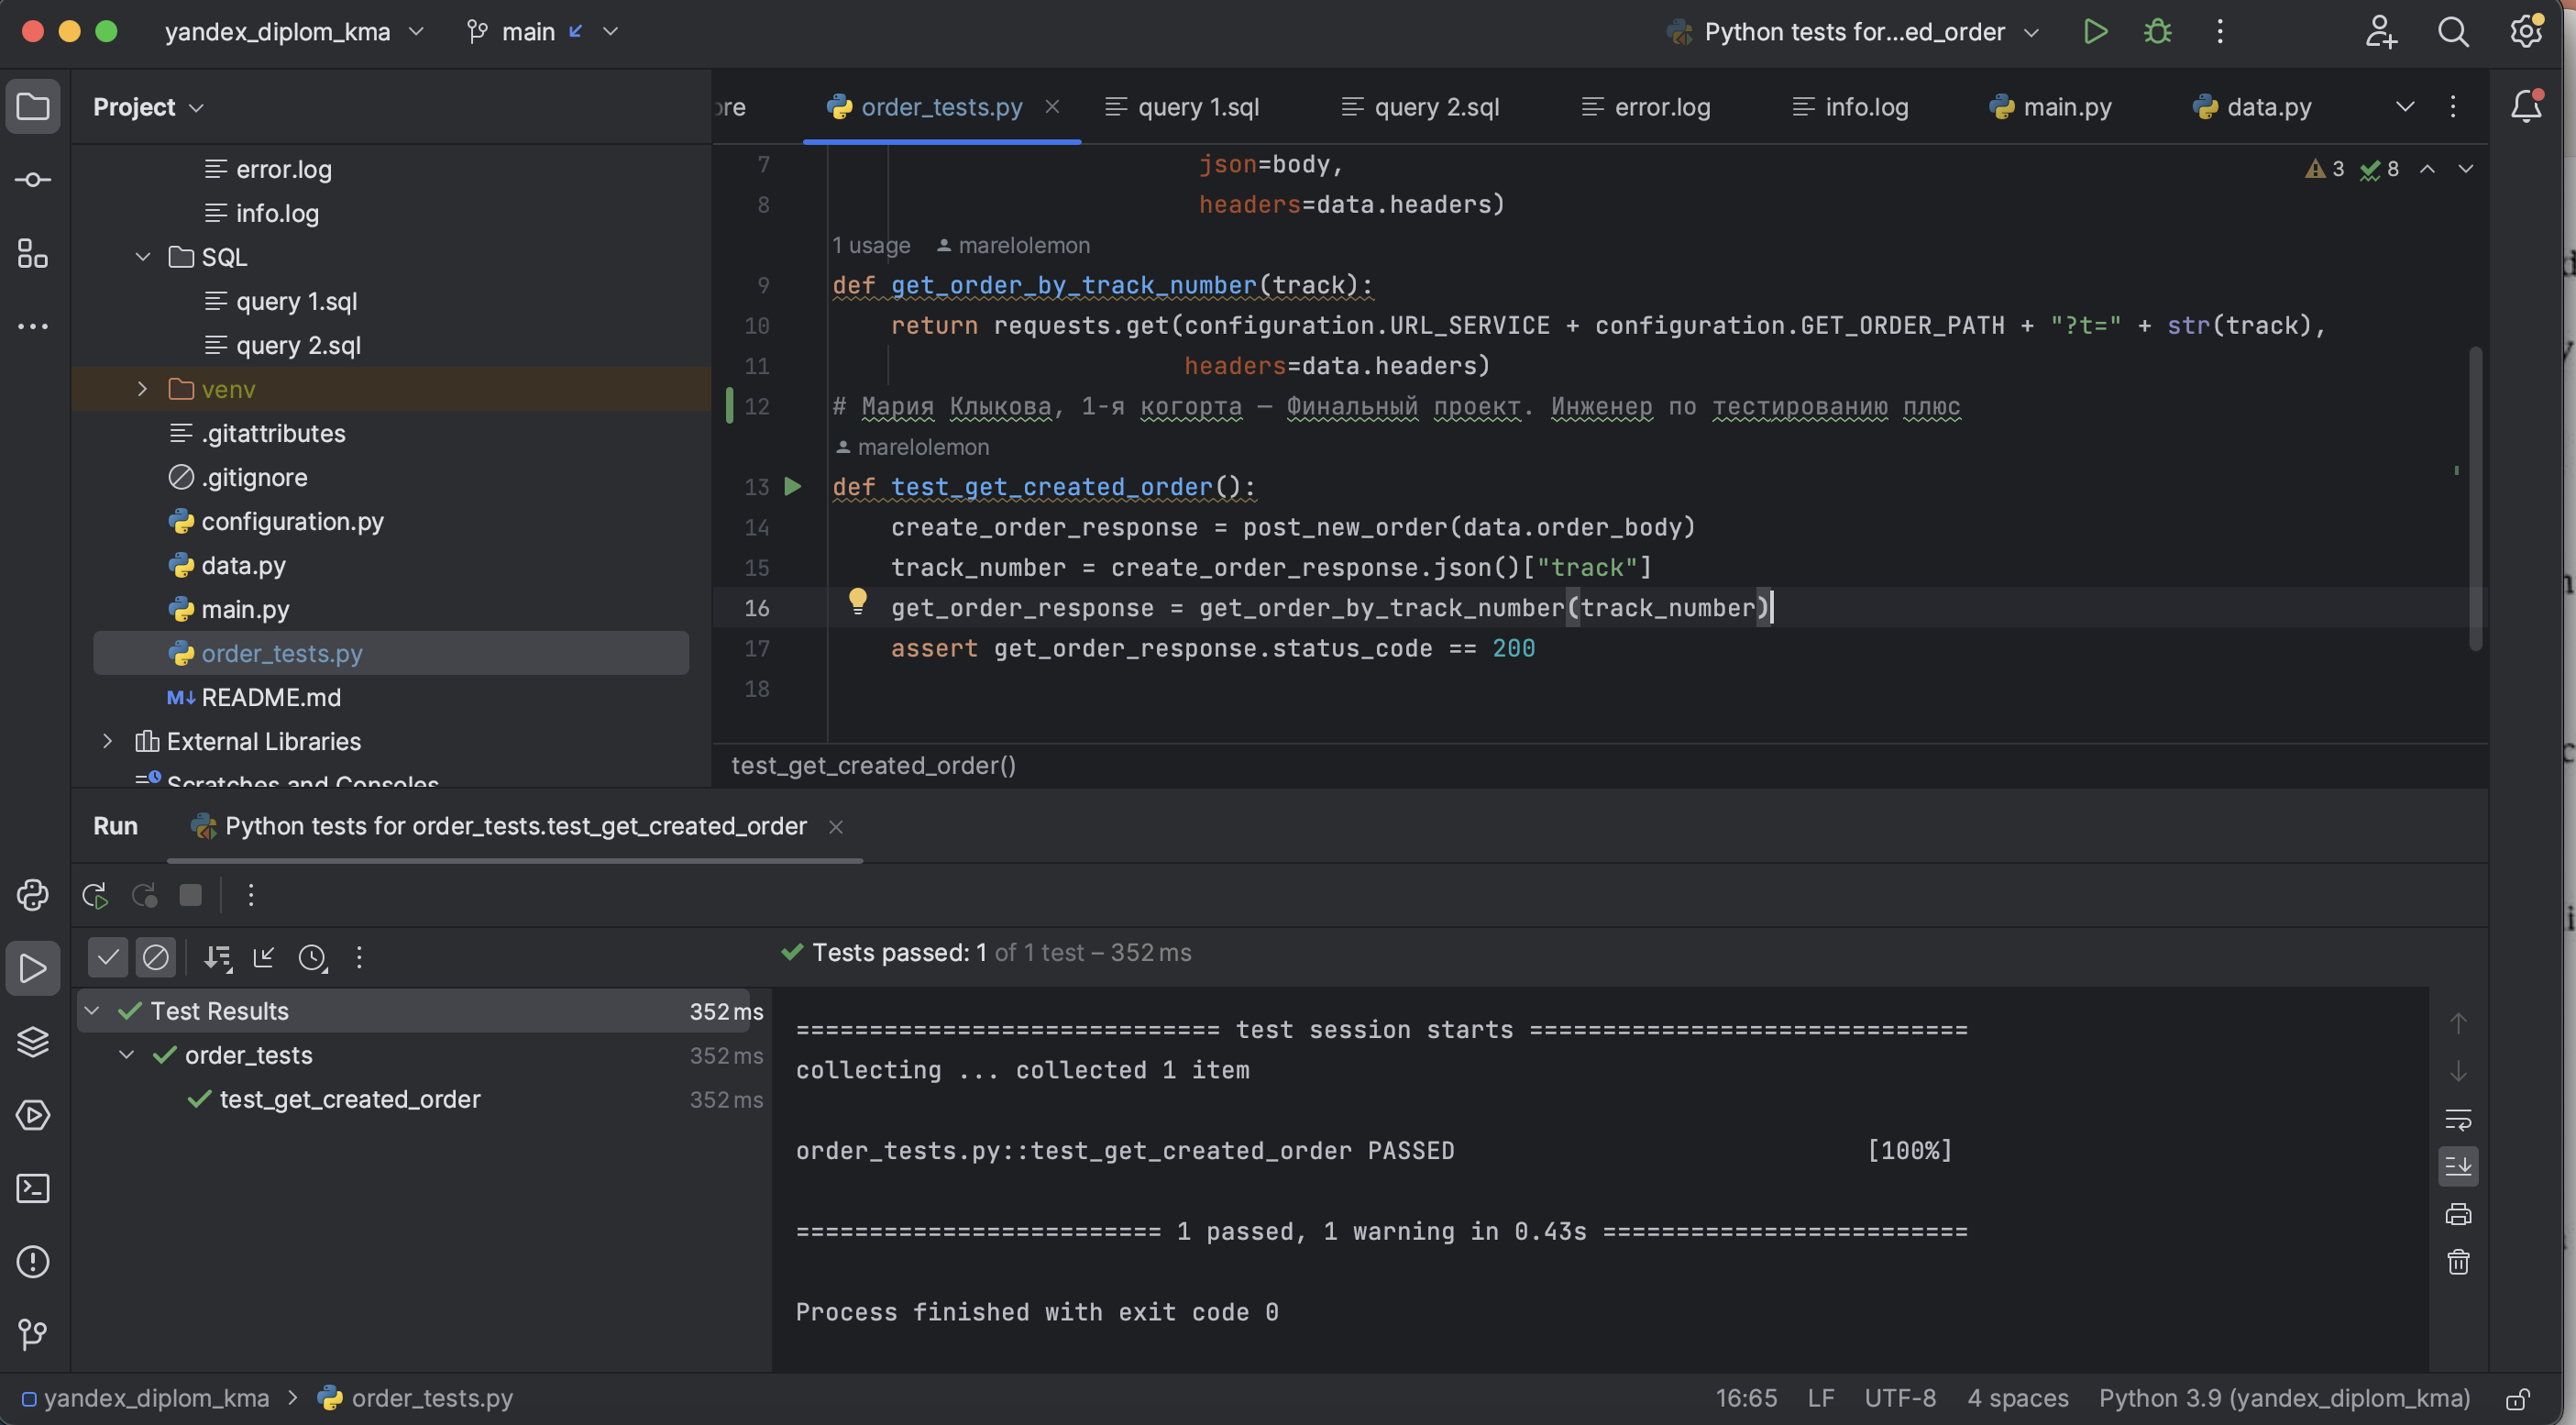 yandex_diplom_kma main Python tests for...ed_order
Project
ore order_tests.py query 1.sql query 2.sql error.log info.log main.py data.py
error.log
info.log
SQL
query 1.sql
query 2.sql
venv
.gitattributes
.gitignore
configuration.py
data.py
main.py
order_tests.py
README.md
External Libraries
Scratches and Consoles
3 8
7 json=body,
8 headers=data.headers)
1 usage marelolemon
9 def get_order_by_track_number(track):
10 return requests.get(configuration.URL_SERVICE + configuration.GET_ORDER_PATH + "?t=" + str(track),
11 headers=data.headers)
12 # Мария Клыкова, 1-я когорта — Финальный проект. Инженер по тестированию плюс
marelolemon
13 def test_get_created_order():
14 create_order_response = post_new_order(data.order_body)
15 track_number = create_order_response.json()["track"]
16 get_order_response = get_order_by_track_number(track_number)
17 assert get_order_response.status_code == 200
18
test_get_created_order()
Run Python tests for order_tests.test_get_created_order
Tests passed: 1 of 1 test – 352 ms
Test Results 352 ms
order_tests 352 ms
test_get_created_order 352 ms
============================= test session starts ==============================
collecting ... collected 1 item
order_tests.py::test_get_created_order PASSED [100%]
========================= 1 passed, 1 warning in 0.43s =========================
Process finished with exit code 0
yandex_diplom_kma > order_tests.py 16:65 LF UTF-8 4 spaces Python 3.9 (yandex_diplom_kma)